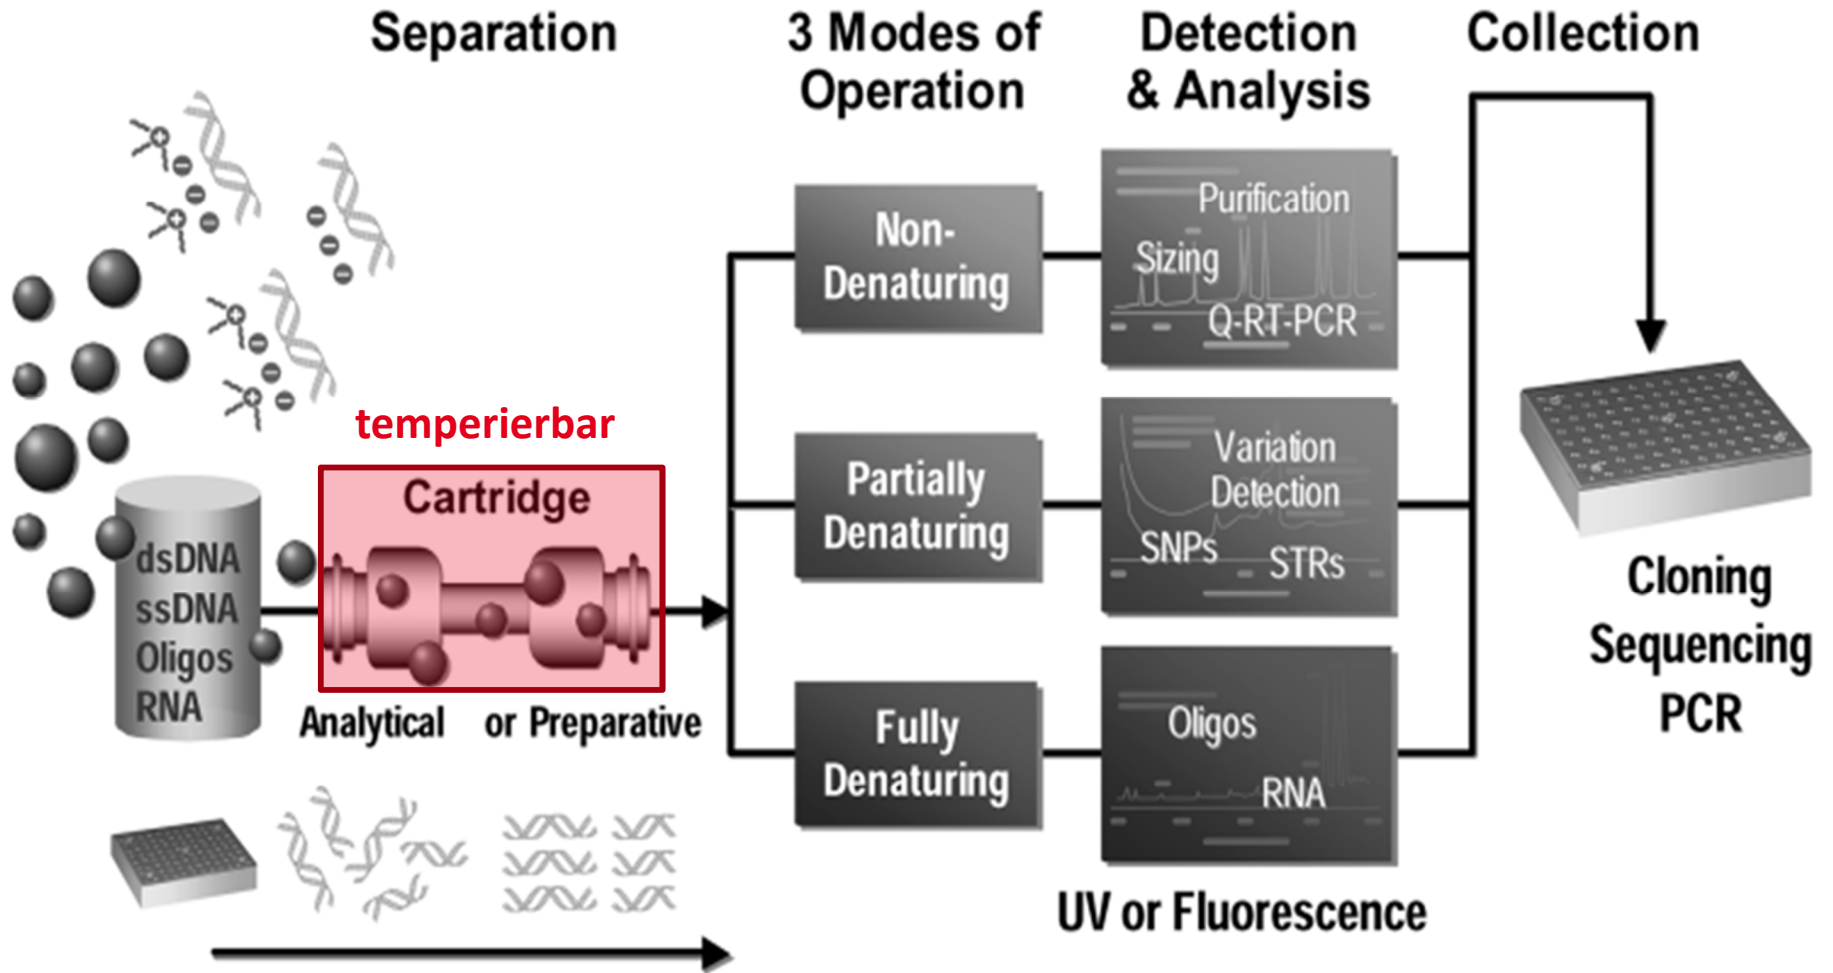 Separation
3 Modes of
Operation
Detection
& Analysis
Collection
temperierbar
Cartridge
dsDNA
ssDNA
Oligos
RNA
Analytical or Preparative
Non-
Denaturing
Partially
Denaturing
Fully
Denaturing
Purification
Sizing
Q-RT-PCR
Variation
Detection
SNPs
STRs
Oligos
RNA
UV or Fluorescence
Cloning
Sequencing
PCR